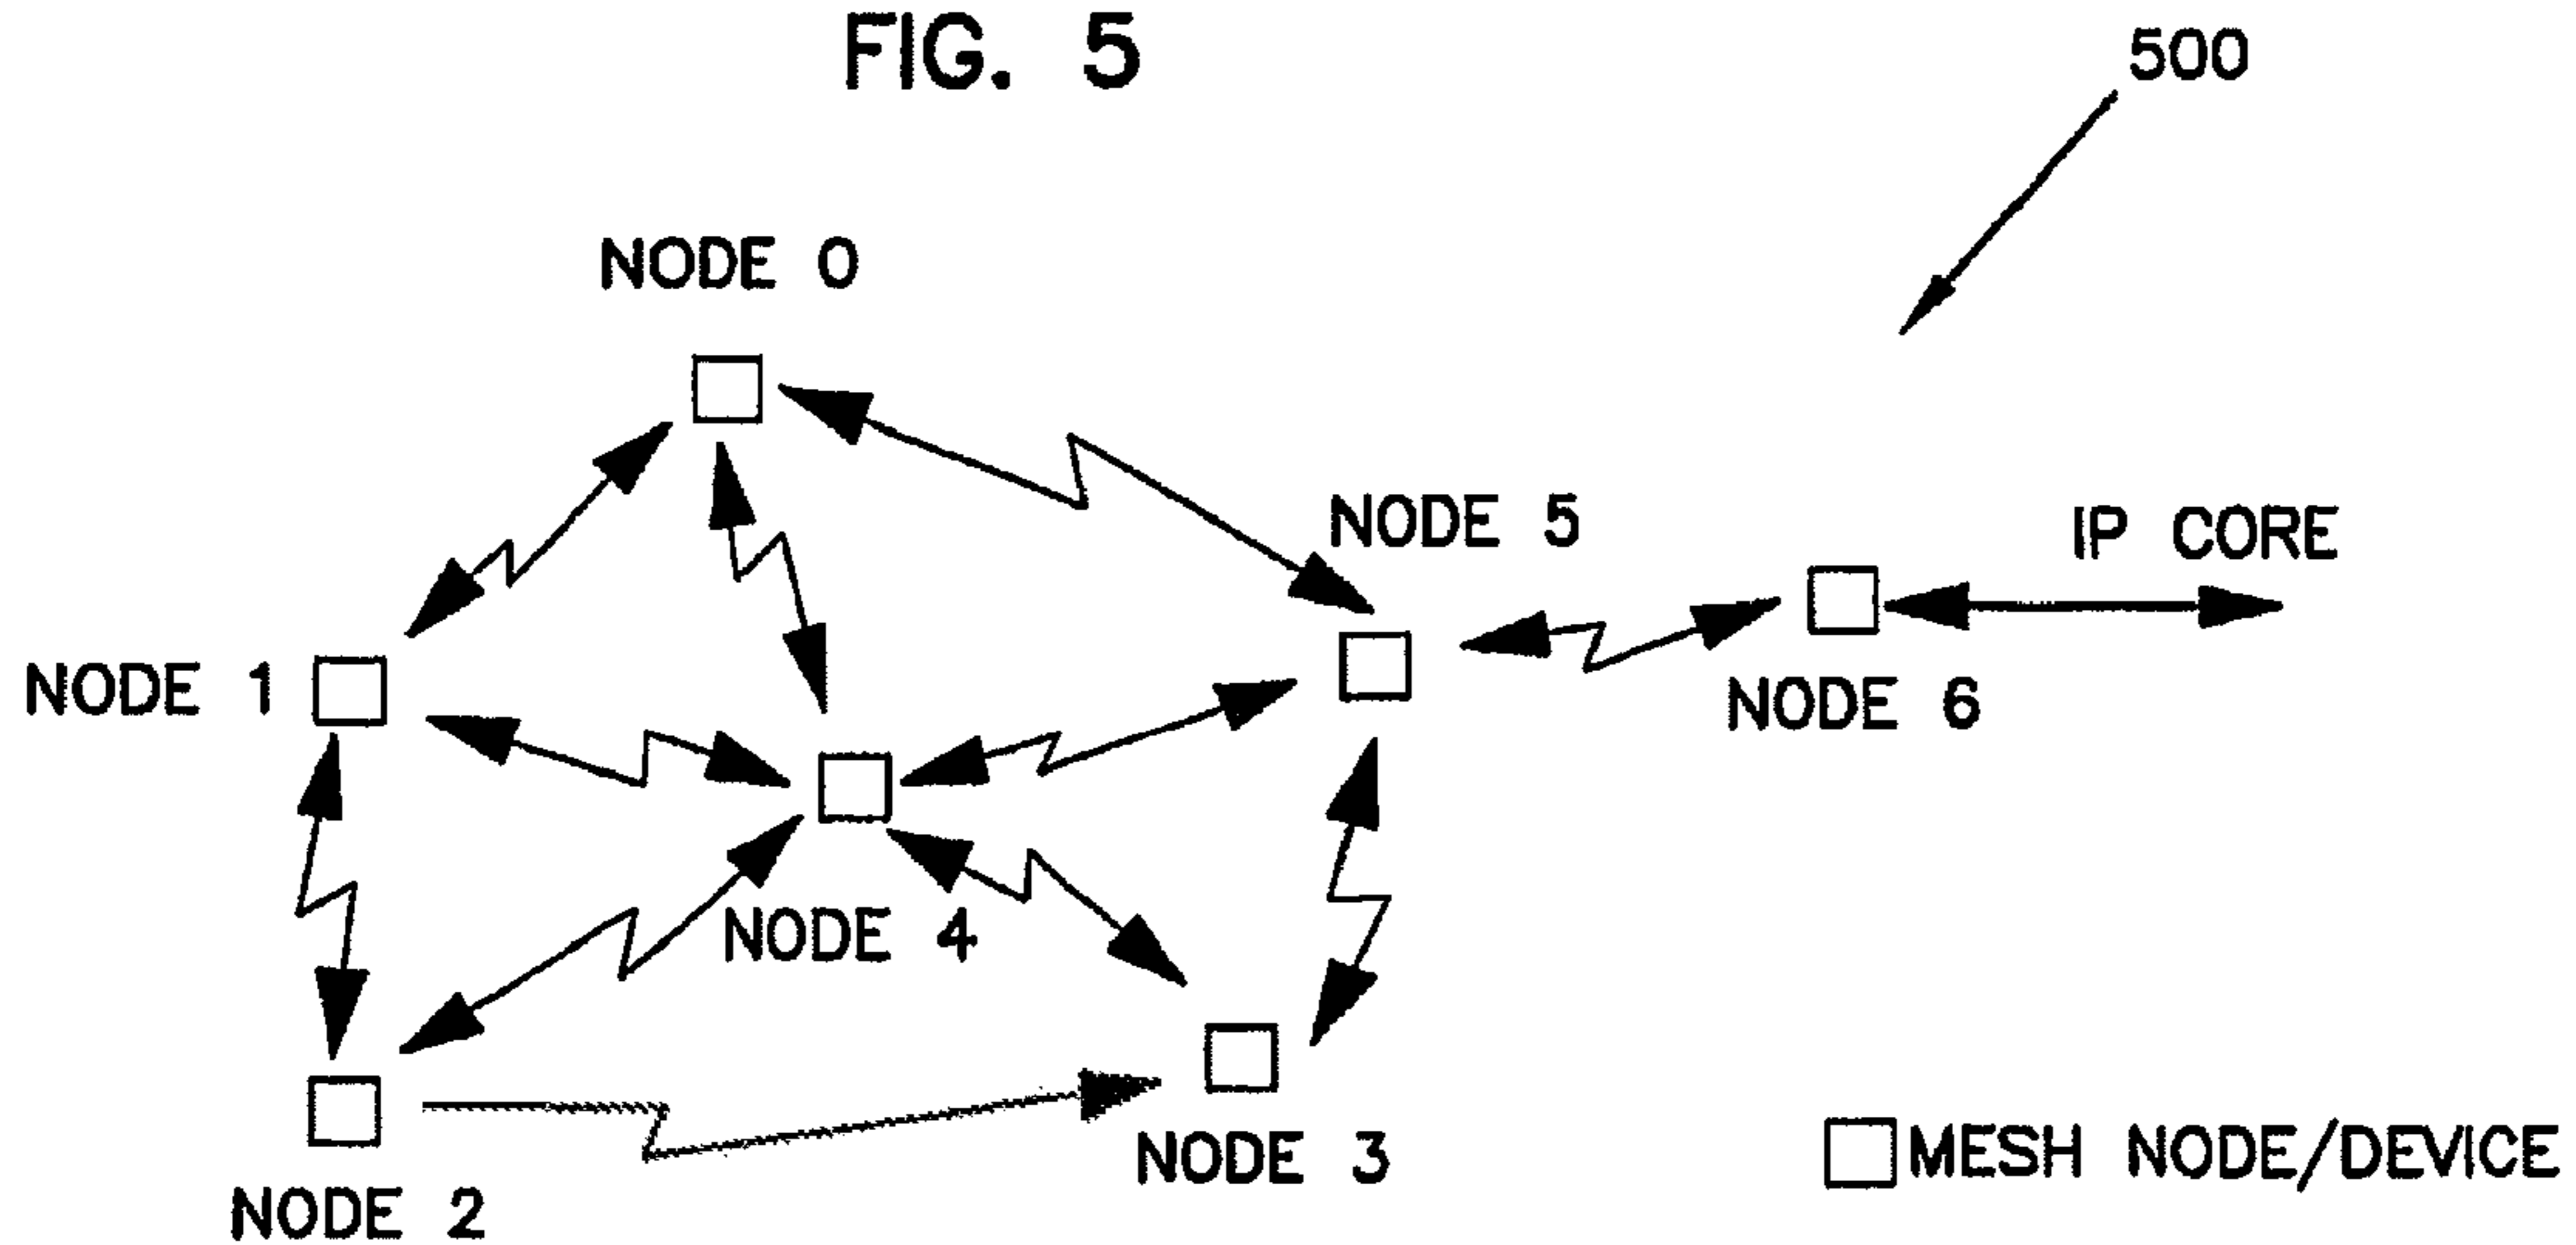 FIG. 5
500
NODE 0
NODE 5
IP CORE
NODE 1
NODE 6
NODE 4
NODE 3
MESH NODE/DEVICE
NODE 2